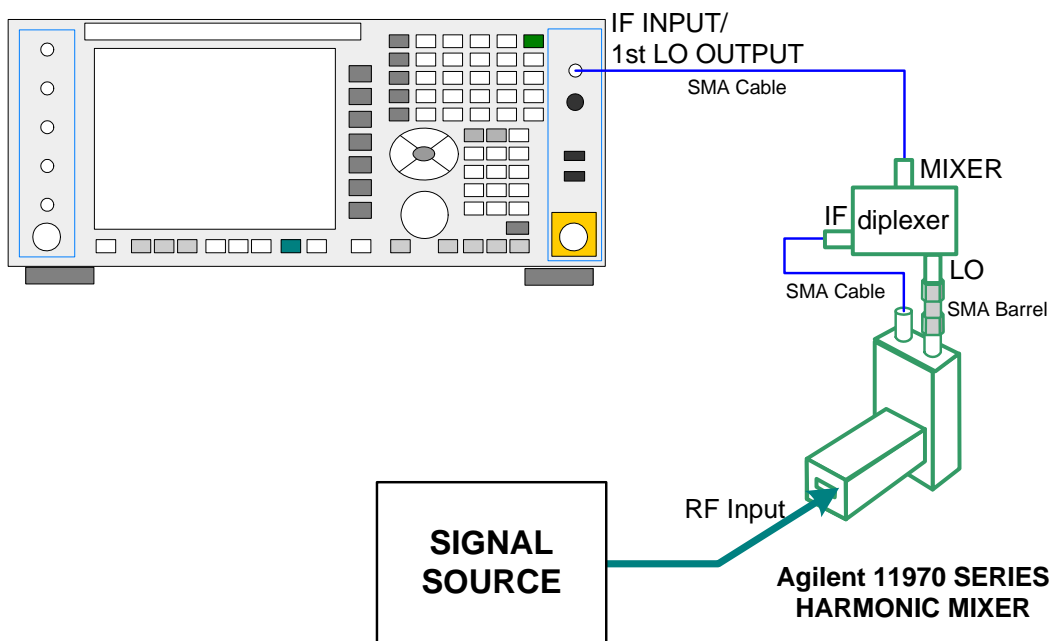 IF INPUT/
1st LO OUTPUT
SMA Cable
MIXER
IF
diplexer
LO
SMA Cable
SMA Barrel
RF Input
SIGNAL
SOURCE
Agilent 11970 SERIES
HARMONIC MIXER